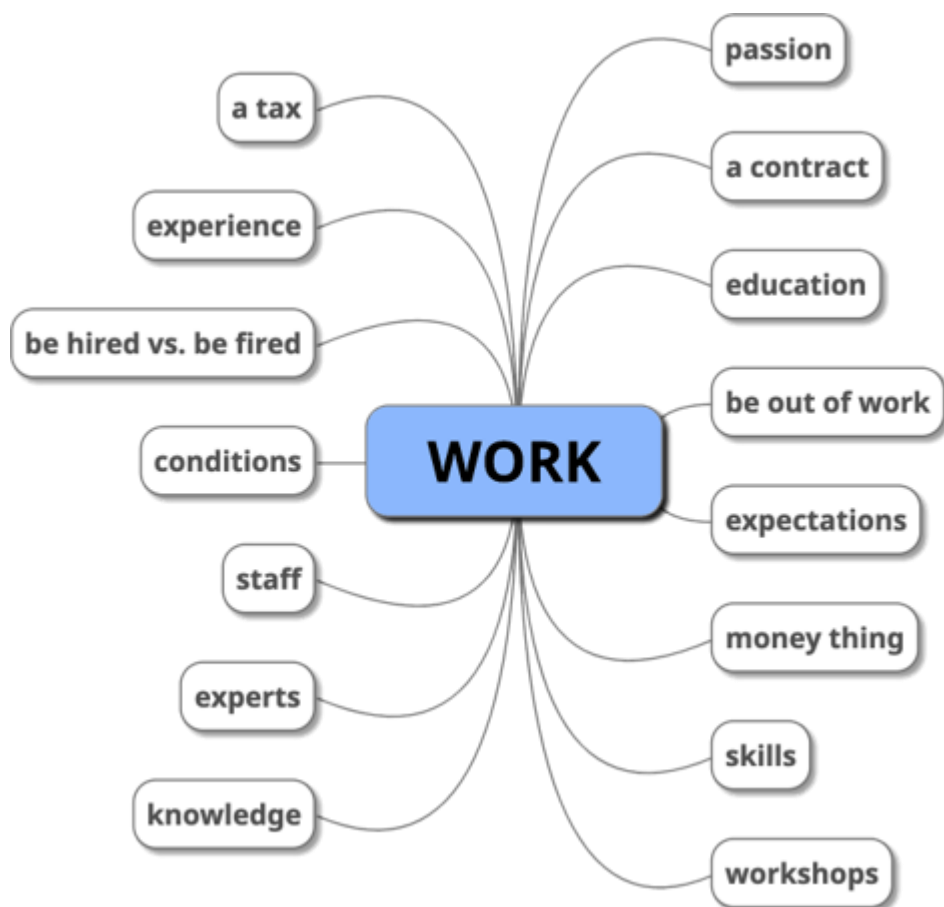 passion
a tax
a contract
experience
education
be hired vs. be fired
be out of work
WORK
conditions
expectations
staff
money thing
experts
skills
knowledge
workshops